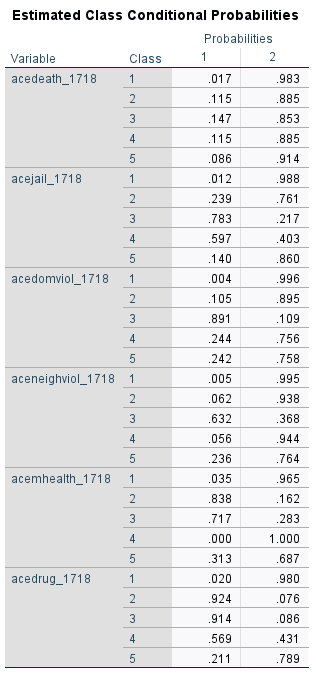 Estimated Class Conditional Probabilities
Probabilities
Variable Class 1 2
acedeath_1718 1 .017 .983
2 .115 .885
3 .147 .853
4 .115 .885
5 .086 .914
acejail_1718 1 .012 .988
2 .239 .761
3 .783 .217
4 .597 .403
5 .140 .860
acedomviol_1718 1 .004 .996
2 .105 .895
3 .891 .109
4 .244 .756
5 .242 .758
aceneighviol_1718 1 .005 .995
2 .062 .938
3 .632 .368
4 .056 .944
5 .236 .764
acemhealth_1718 1 .035 .965
2 .838 .162
3 .717 .283
4 .000 1.000
5 .313 .687
acedrug_1718 1 .020 .980
2 .924 .076
3 .914 .086
4 .569 .431
5 .211 .789